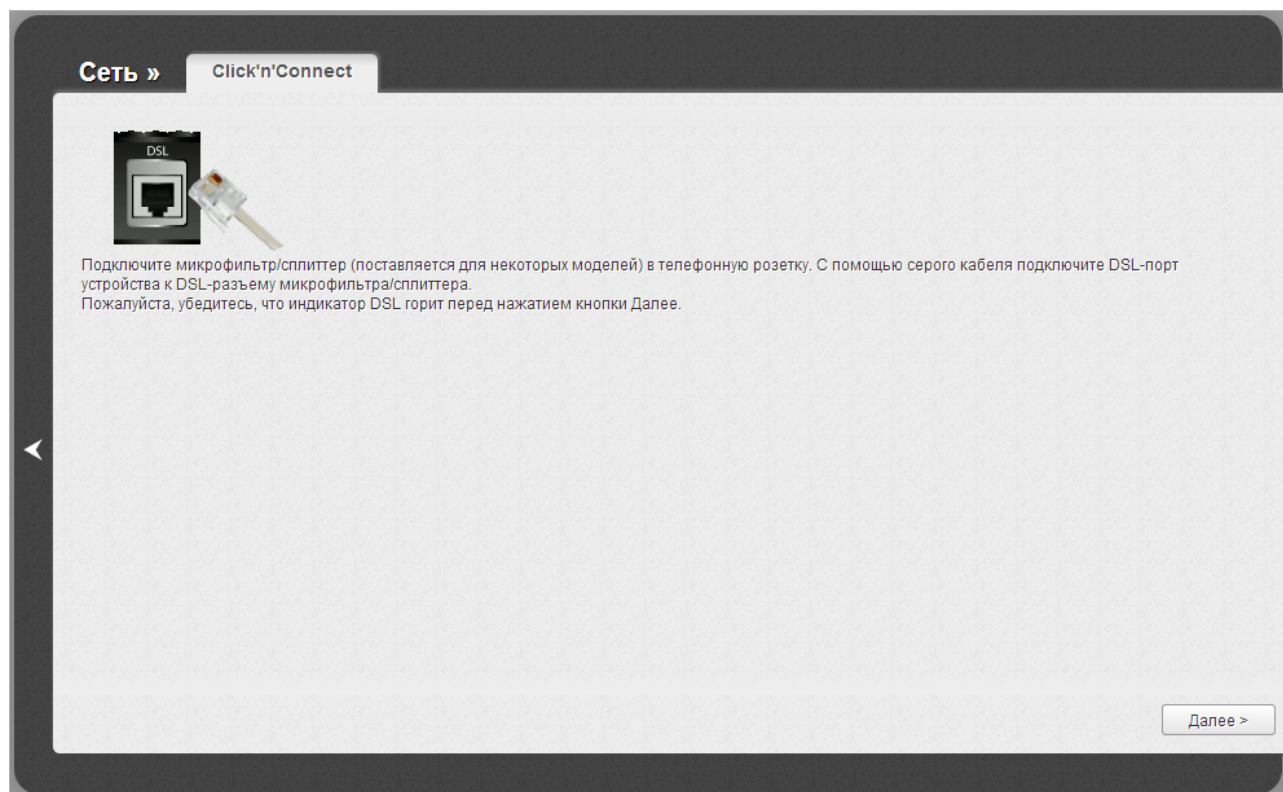 Сеть » Click'n'Connect
DSL
Подключите микрофильтр/сплиттер (поставляется для некоторых моделей) в телефонную розетку. С помощью серого кабеля подключите DSL-порт
устройства к DSL-разъему микрофильтра/сплиттера.
Пожалуйста, убедитесь, что индикатор DSL горит перед нажатием кнопки Далее.
Далее >